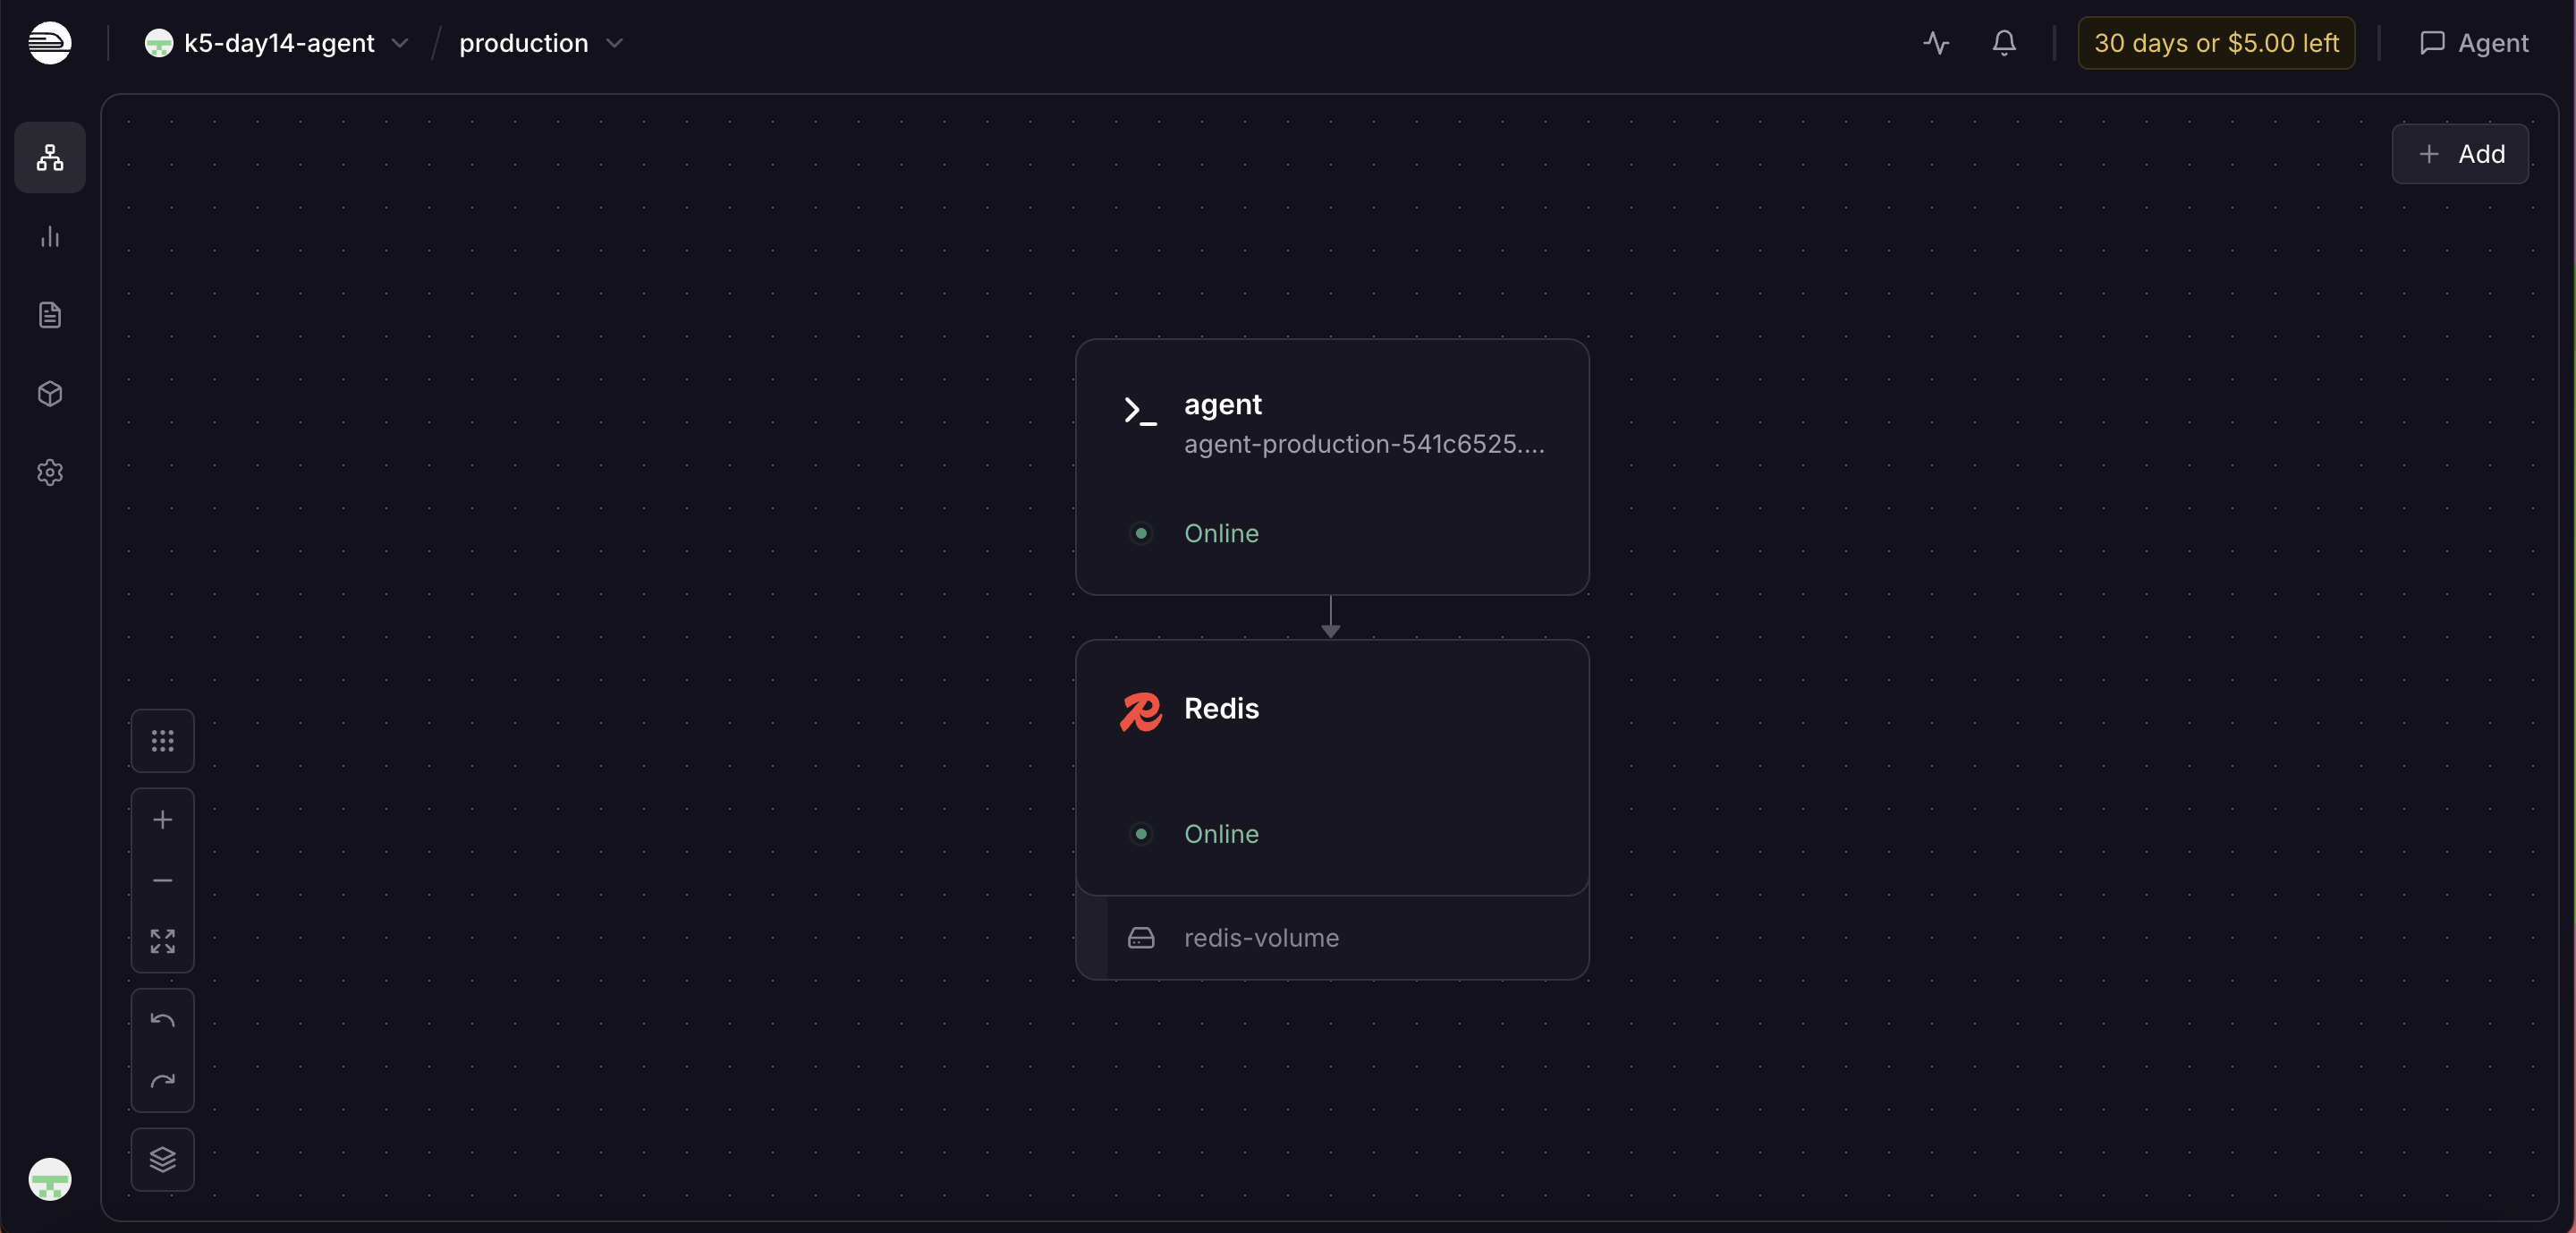 k5-day14-agent / production
30 days or $5.00 left
Agent
Add
agent
agent-production-541c6525....
Online
Redis
Online
redis-volume